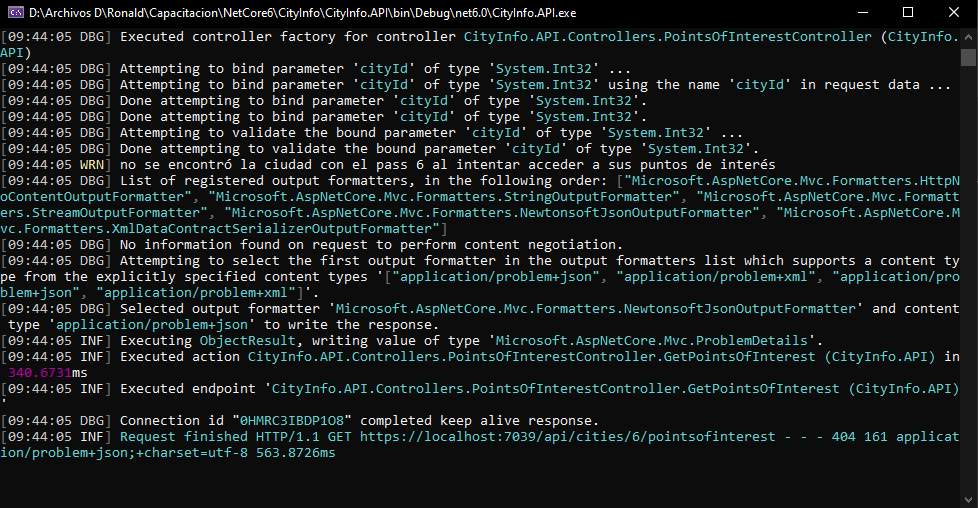 D:\Archivos D\Ronald\Capacitacion\NetCore6\CityInfo\CityInfo.API\bin\Debug\net6.0\CityInfo.API.exe
[09:44:05 DBG] Executed controller factory for controller CityInfo.API.Controllers.PointsOfInterestController (CityInfo.
API)
[09:44:05 DBG] Attempting to bind parameter 'cityId' of type 'System.Int32' ...
[09:44:05 DBG] Attempting to bind parameter 'cityId' of type 'System.Int32' using the name 'cityId' in request data ...
[09:44:05 DBG] Done attempting to bind parameter 'cityId' of type 'System.Int32'.
[09:44:05 DBG] Done attempting to bind parameter 'cityId' of type 'System.Int32'.
[09:44:05 DBG] Attempting to validate the bound parameter 'cityId' of type 'System.Int32' ...
[09:44:05 DBG] Done attempting to validate the bound parameter 'cityId' of type 'System.Int32'.
[09:44:05 WRN] no se encontró la ciudad con el pass 6 al intentar acceder a sus puntos de interés
[09:44:05 DBG] List of registered output formatters, in the following order: ["Microsoft.AspNetCore.Mvc.Formatters.HttpN
oContentOutputFormatter", "Microsoft.AspNetCore.Mvc.Formatters.StringOutputFormatter", "Microsoft.AspNetCore.Mvc.Formatt
ers.StreamOutputFormatter", "Microsoft.AspNetCore.Mvc.Formatters.NewtonsoftJsonOutputFormatter", "Microsoft.AspNetCore.M
vc.Formatters.XmlDataContractSerializerOutputFormatter"]
[09:44:05 DBG] No information found on request to perform content negotiation.
[09:44:05 DBG] Attempting to select the first output formatter in the output formatters list which supports a content ty
pe from the explicitly specified content types '["application/problem+json", "application/problem+xml", "application/pro
blem+json", "application/problem+xml"]'.
[09:44:05 DBG] Selected output formatter 'Microsoft.AspNetCore.Mvc.Formatters.NewtonsoftJsonOutputFormatter' and content
 type 'application/problem+json' to write the response.
[09:44:05 INF] Executing ObjectResult, writing value of type 'Microsoft.AspNetCore.Mvc.ProblemDetails'.
[09:44:05 INF] Executed action CityInfo.API.Controllers.PointsOfInterestController.GetPointsOfInterest (CityInfo.API) in
 340.6731ms
[09:44:05 INF] Executed endpoint 'CityInfo.API.Controllers.PointsOfInterestController.GetPointsOfInterest (CityInfo.API)
'
[09:44:05 DBG] Connection id "0HMRC3IBDP1O8" completed keep alive response.
[09:44:05 INF] Request finished HTTP/1.1 GET https://localhost:7039/api/cities/6/pointsofinterest - - - 404 161 applicat
ion/problem+json;+charset=utf-8 563.8726ms